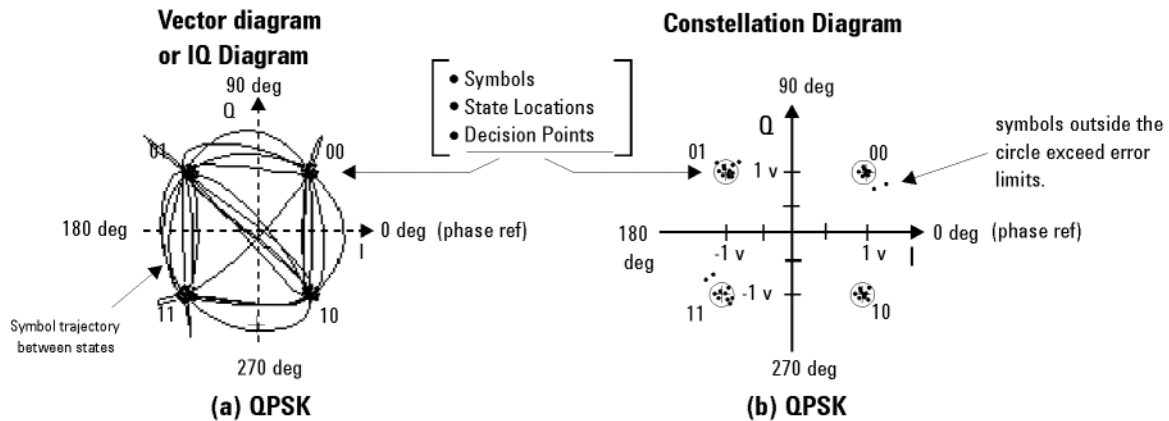 Vector diagram
or IQ Diagram
90 deg
Q
01
00
180 deg
0 deg (phase ref)
I
11
10
Symbol trajectory
between states
270 deg
(a) QPSK
• Symbols
• State Locations
• Decision Points
Constellation Diagram
90 deg
Q
01
00
1 v
symbols outside the
circle exceed error
limits.
180
deg
0 deg (phase ref)
-1 v
1 v
I
-1 v
11
10
270 deg
(b) QPSK